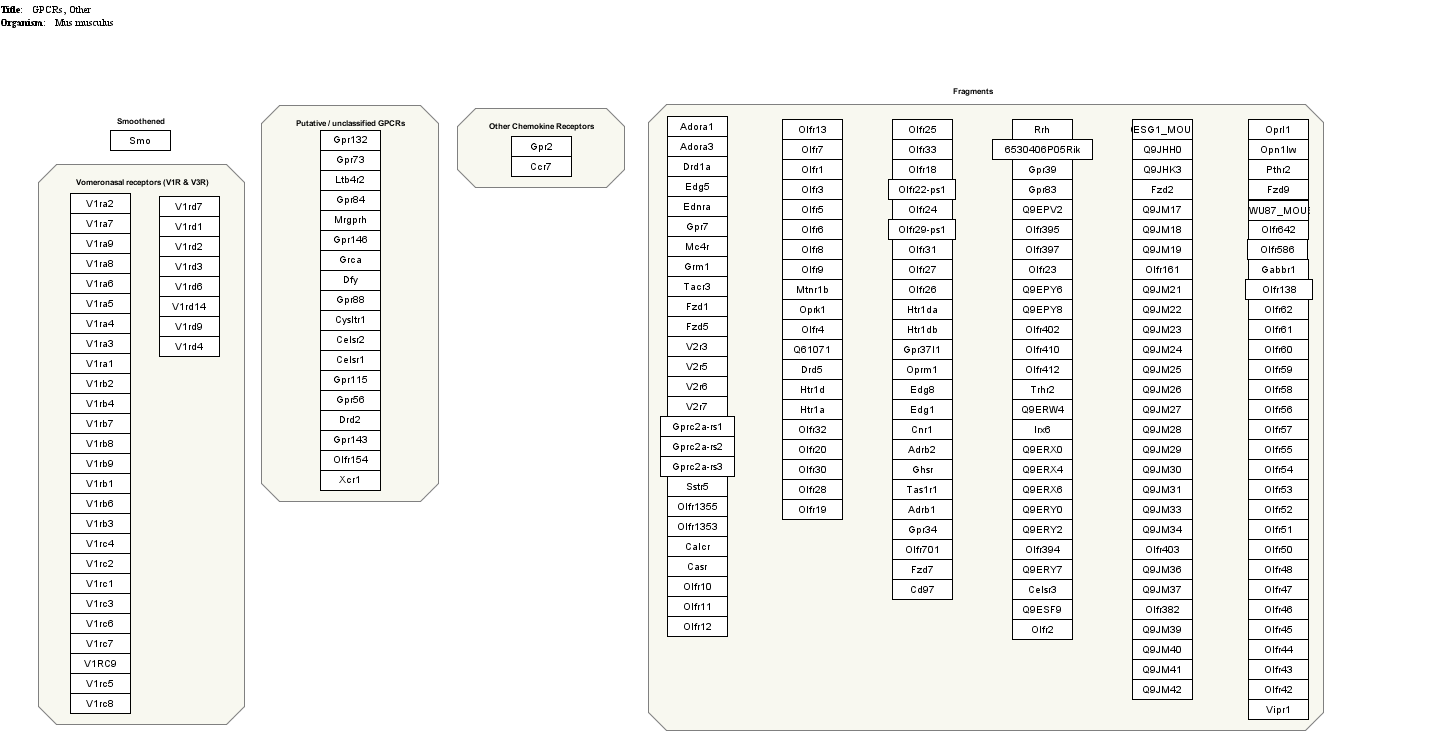 Title: GPCRs, Other
Organism: Mus musculus
Smoothened
Smo
Vomeronasal receptors (V1R & V3R)
V1ra2
V1ra7
V1ra9
V1ra8
V1ra6
V1ra5
V1ra4
V1ra3
V1ra1
V1rb2
V1rb4
V1rb7
V1rb8
V1rb9
V1rb1
V1rb6
V1rb3
V1rc4
V1rc2
V1rc1
V1rc3
V1rc6
V1rc7
V1RC9
V1rc5
V1rc8
V1rd7
V1rd1
V1rd2
V1rd3
V1rd6
V1rd14
V1rd9
V1rd4
Putative / unclassified GPCRs
Gpr132
Gpr73
Ltb4r2
Gpr84
Mrgprh
Gpr146
Grca
Dfy
Gpr88
Cysltr1
Celsr2
Celsr1
Gpr115
Gpr56
Drd2
Gpr143
Olfr154
Xcr1
Other Chemokine Receptors
Gpr2
Ccr7
Fragments
Adora1
Adora3
Drd1a
Edg5
Ednra
Gpr7
Mc4r
Grm1
Tacr3
Fzd1
Fzd5
V2r3
V2r5
V2r6
V2r7
Gprc2a-rs1
Gprc2a-rs2
Gprc2a-rs3
Sstr5
Olfr1355
Olfr1353
Calcr
Casr
Olfr10
Olfr11
Olfr12
Olfr13
Olfr7
Olfr1
Olfr3
Olfr5
Olfr6
Olfr8
Olfr9
Mtnr1b
Oprk1
Olfr4
Q61071
Drd5
Htr1d
Htr1a
Olfr32
Olfr20
Olfr30
Olfr28
Olfr19
Olfr25
Olfr33
Olfr18
Olfr22-ps1
Olfr24
Olfr29-ps1
Olfr31
Olfr27
Olfr26
Htr1da
Htr1db
Gpr37l1
Oprm1
Edg8
Edg1
Cnr1
Adrb2
Ghsr
Tas1r1
Adrb1
Gpr34
Olfr701
Fzd7
Cd97
Rrh
6530406P05Rik
Gpr39
Gpr83
Q9EPV2
Olfr395
Olfr397
Olfr23
Q9EPY6
Q9EPY8
Olfr402
Olfr410
Olfr412
Trhr2
Q9ERW4
Irx6
Q9ERX0
Q9ERX4
Q9ERX6
Q9ERY0
Q9ERY2
Olfr394
Q9ERY7
Celsr3
Q9ESF9
Olfr2
ESG1_MOU
Q9JHH0
Q9JHK3
Fzd2
Q9JM17
Q9JM18
Q9JM19
Olfr161
Q9JM21
Q9JM22
Q9JM23
Q9JM24
Q9JM25
Q9JM26
Q9JM27
Q9JM28
Q9JM29
Q9JM30
Q9JM31
Q9JM33
Q9JM34
Olfr403
Q9JM36
Q9JM37
Olfr382
Q9JM39
Q9JM40
Q9JM41
Q9JM42
Oprl1
Opn1lw
Pthr2
Fzd9
WU87_MOUS
Olfr642
Olfr586
Gabbr1
Olfr138
Olfr62
Olfr61
Olfr60
Olfr59
Olfr58
Olfr56
Olfr57
Olfr55
Olfr54
Olfr53
Olfr52
Olfr51
Olfr50
Olfr48
Olfr47
Olfr46
Olfr45
Olfr44
Olfr43
Olfr42
Vipr1